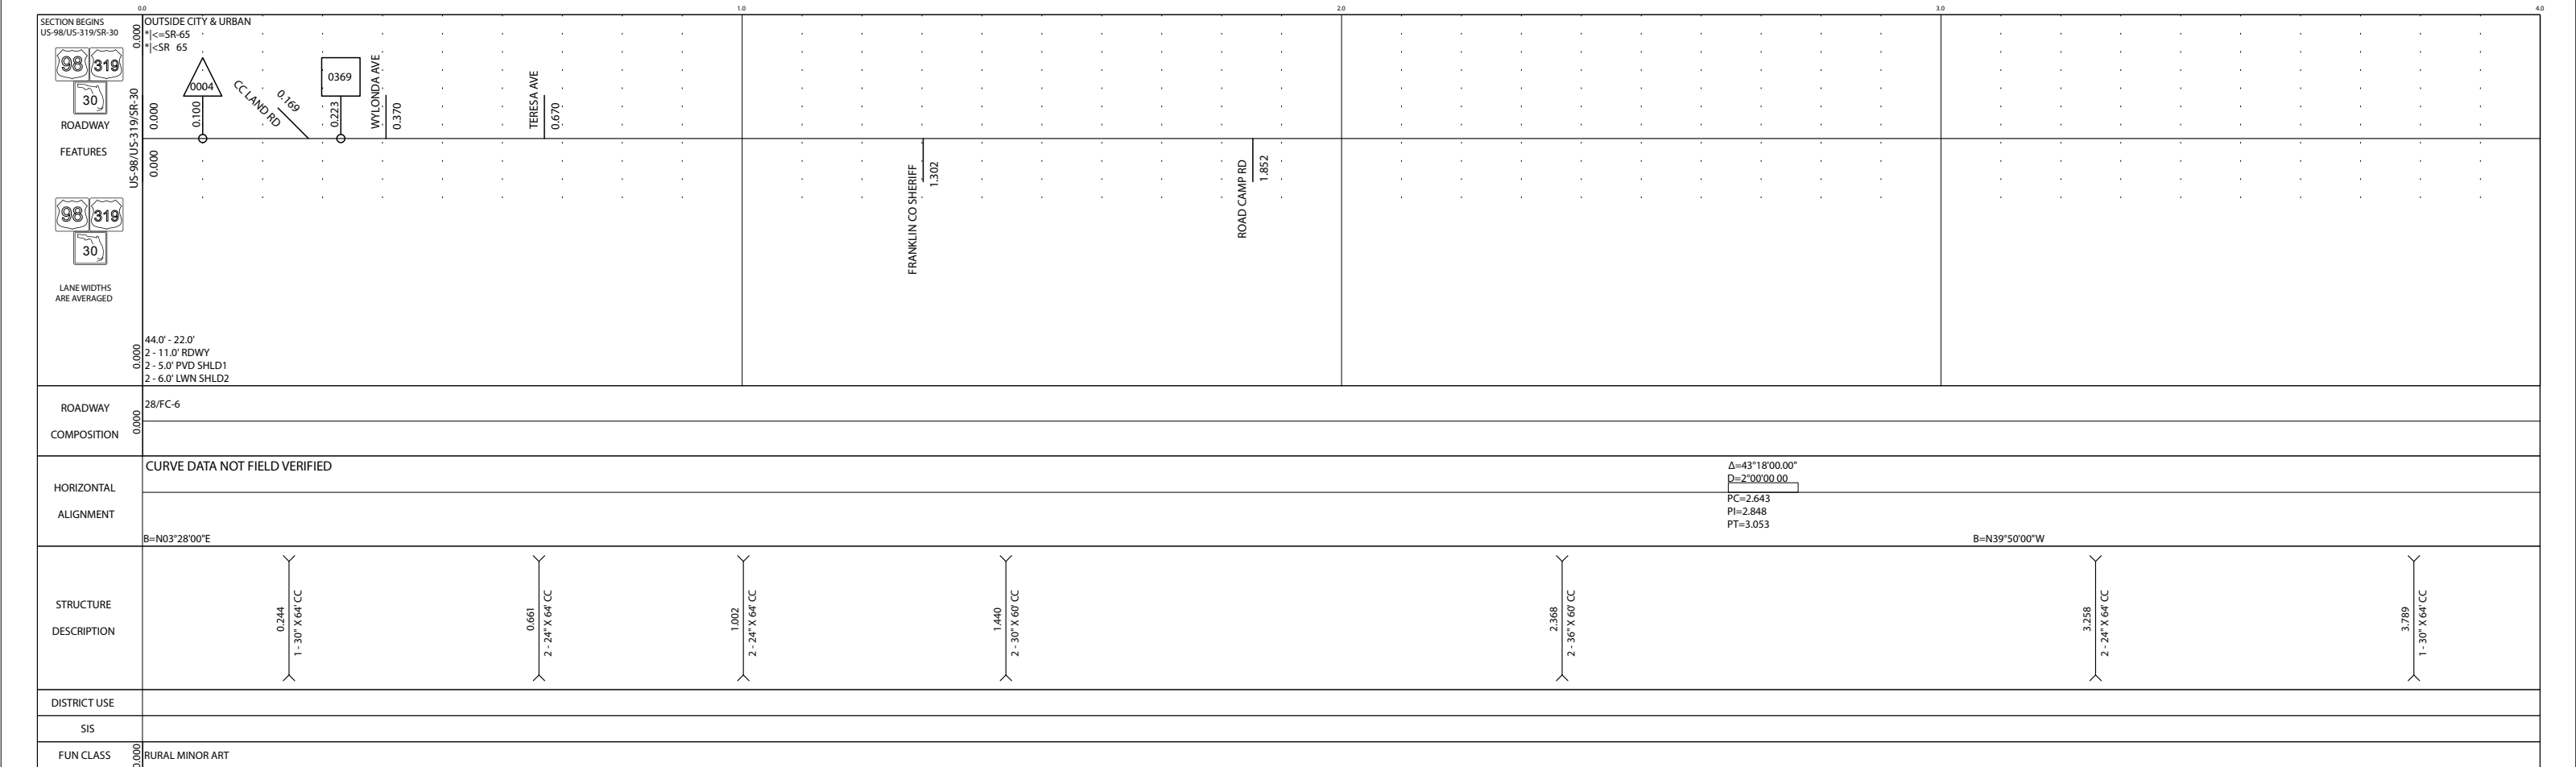 0.0
1.0
2.0
3.0
4.0
SECTION BEGINS
US-98/US-319/SR-30
98
319
30
ROADWAY
FEATURES
98
319
30
LANE WIDTHS
ARE AVERAGED
0.000
OUTSIDE CITY & URBAN
*|<=SR-65
*|<SR 65
US-98/US-319/SR-30
0.000
0.000
0004
0.100
CC LAND RD
0.169
0369
0.223
WYLONDA AVE
0.370
TERESA AVE
0.670
FRANKLIN CO SHERIFF
1.302
ROAD CAMP RD
1.852
0.000
44.0' - 22.0'
2 - 11.0' RDWY
2 - 5.0' PVD SHLD1
2 - 6.0' LWN SHLD2
ROADWAY
COMPOSITION
0.000
28/FC-6
HORIZONTAL
ALIGNMENT
CURVE DATA NOT FIELD VERIFIED
B=N03°28'00"E
Δ=43°18'00.00"
D=2°00'00 00
PC=2.643
PI=2.848
PT=3.053
B=N39°50'00"W
STRUCTURE
DESCRIPTION
0.244
1 - 30" X 64' CC
0.661
2 - 24" X 64' CC
1.002
2 - 24" X 64' CC
1.440
2 - 30" X 60' CC
2.368
2 - 36" X 60' CC
3.258
2 - 24" X 64' CC
3.789
1 - 30" X 64' CC
DISTRICT USE
SIS
FUN CLASS
0.000
RURAL MINOR ART